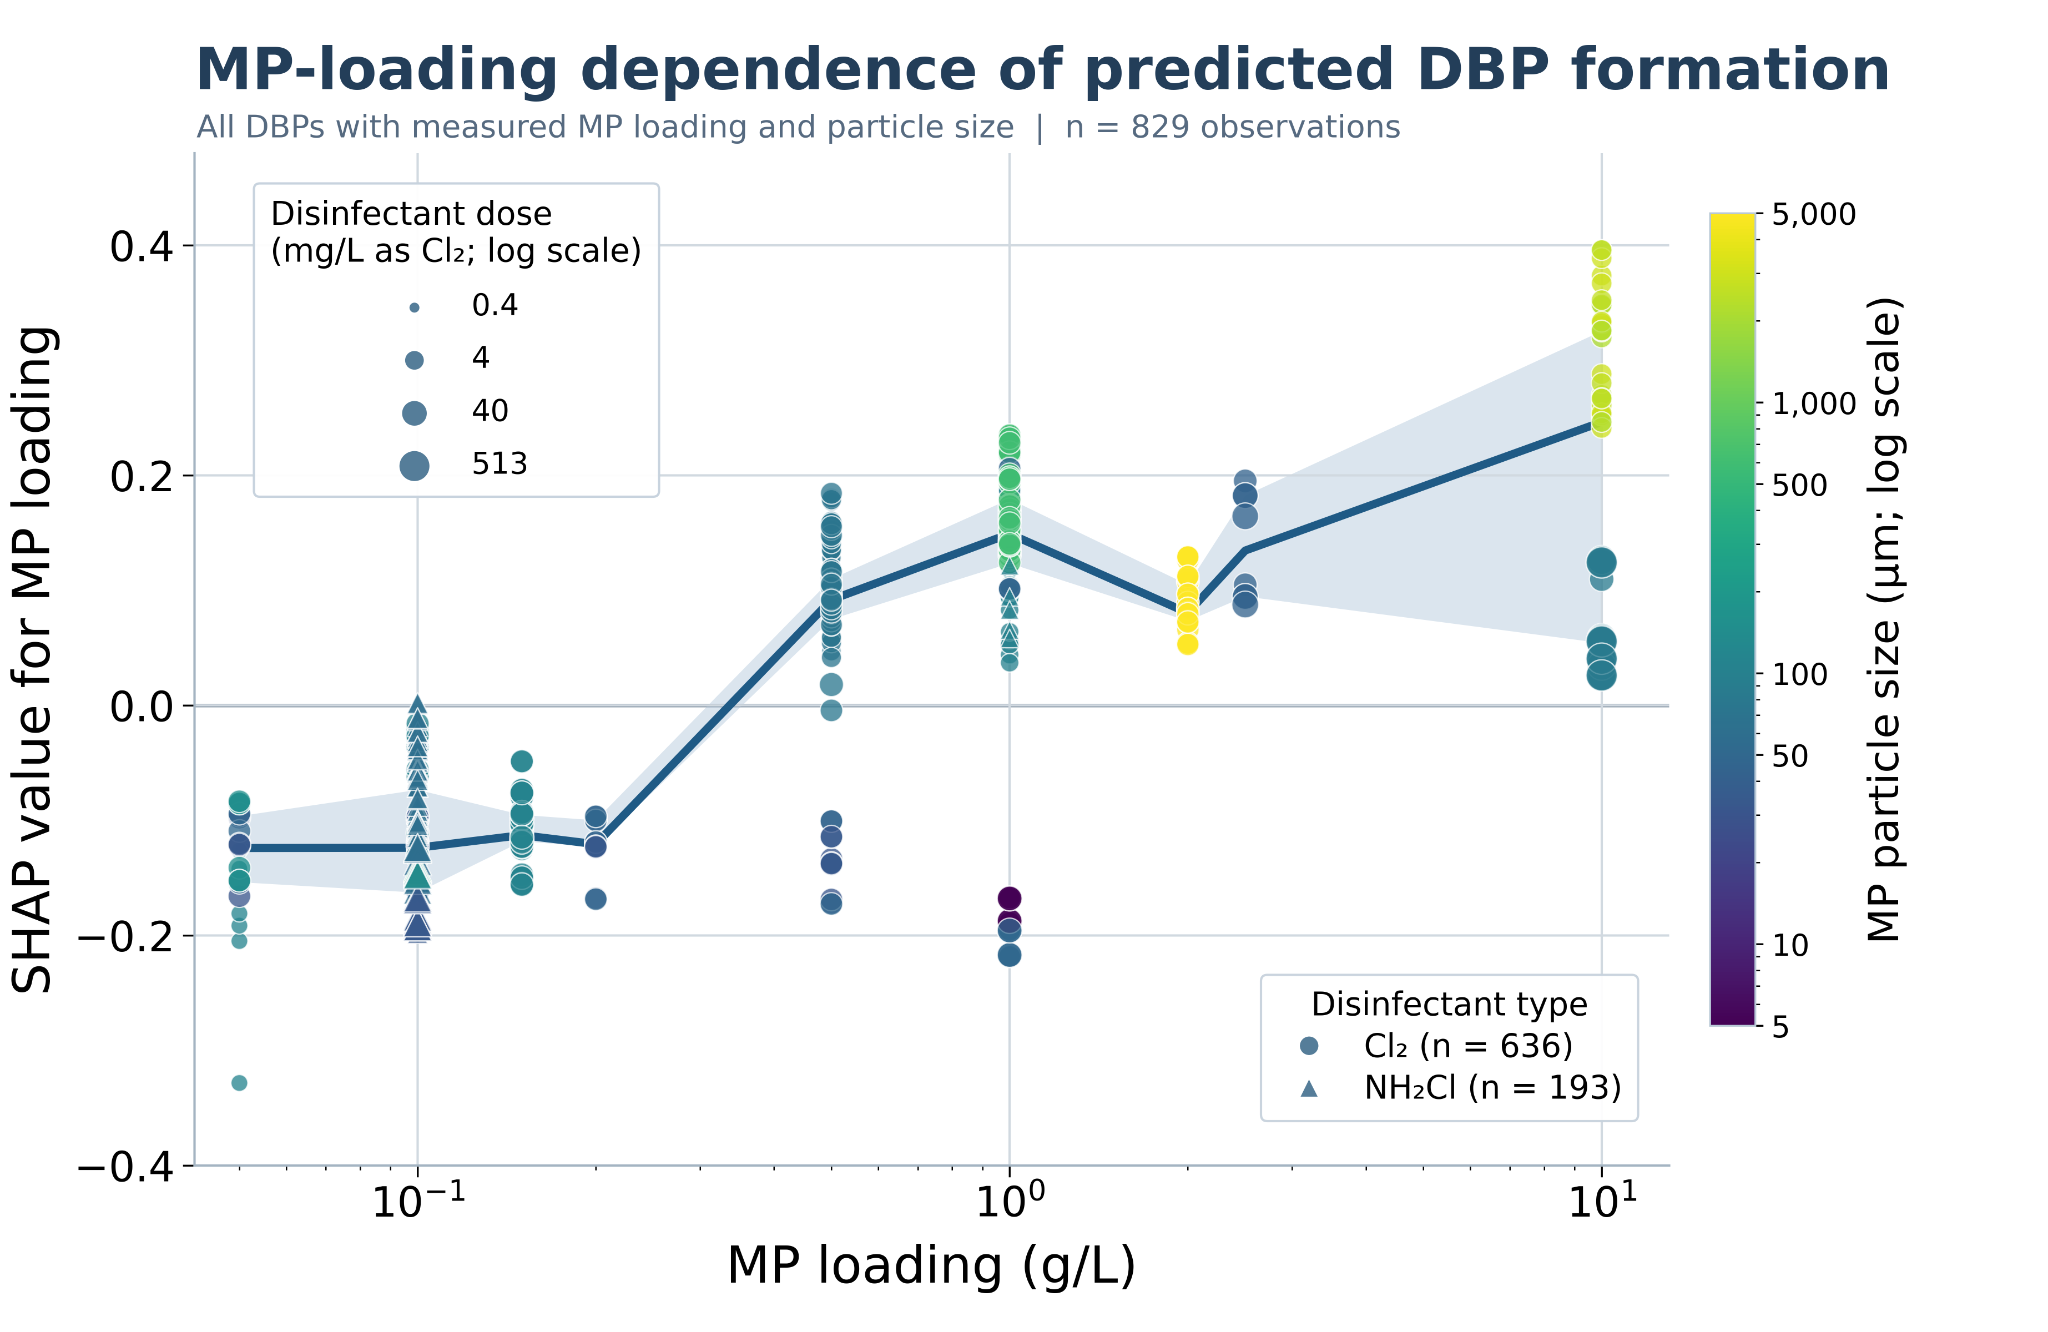 MP-loading dependence of predicted DBP formation
All DBPs with measured MP loading and particle size | n = 829 observations
Disinfectant dose
(mg/L as Cl₂; log scale)
0.4
4
40
513
SHAP value for MP loading
0.4
0.2
0.0
−0.2
−0.4
Disinfectant type
Cl₂ (n = 636)
NH₂Cl (n = 193)
10⁻¹
10⁰
10¹
MP loading (g/L)
5,000
1,000
500
100
50
10
5
MP particle size (µm; log scale)